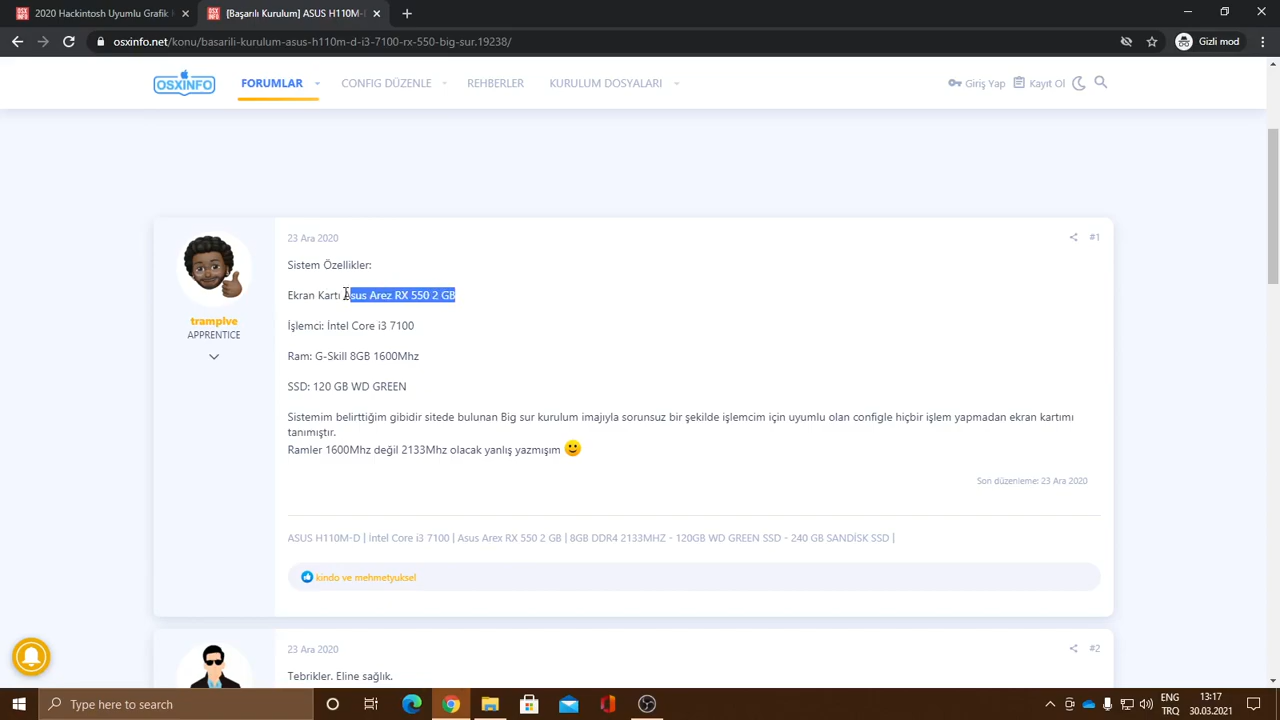 2020 Hackintosh Uyumlu Grafik K
[Başarılı Kurulum] ASUS H110M-D
osxinfo.net/konu/basarili-kurulum-asus-h110m-d-i3-7100-rx-550-big-sur.19238/
Gizli mod
OSXINFO
FORUMLAR
CONFIG DÜZENLE
REHBERLER
KURULUM DOSYALARI
Giriş Yap
Kayıt Ol
23 Ara 2020
#1
Sistem Özellikler:
Ekran Kartı Asus Arez RX 550 2 GB
tramplve
APPRENTICE
İşlemci: İntel Core i3 7100
Ram: G-Skill 8GB 1600Mhz
SSD: 120 GB WD GREEN
Sistemim belirttiğim gibidir sitede bulunan Big sur kurulum imajıyla sorunsuz bir şekilde işlemcim için uyumlu olan configle hiçbir işlem yapmadan ekran kartımı
tanımıştır.
Ramler 1600Mhz değil 2133Mhz olacak yanlış yazmışım
Son düzenleme: 23 Ara 2020
ASUS H110M-D | İntel Core i3 7100 | Asus Arex RX 550 2 GB | 8GB DDR4 2133MHZ - 120GB WD GREEN SSD - 240 GB SANDİSK SSD |
kindo ve mehmetyuksel
23 Ara 2020
#2
Tebrikler. Eline sağlık.
Type here to search
ENG
TRQ
13:17
30.03.2021